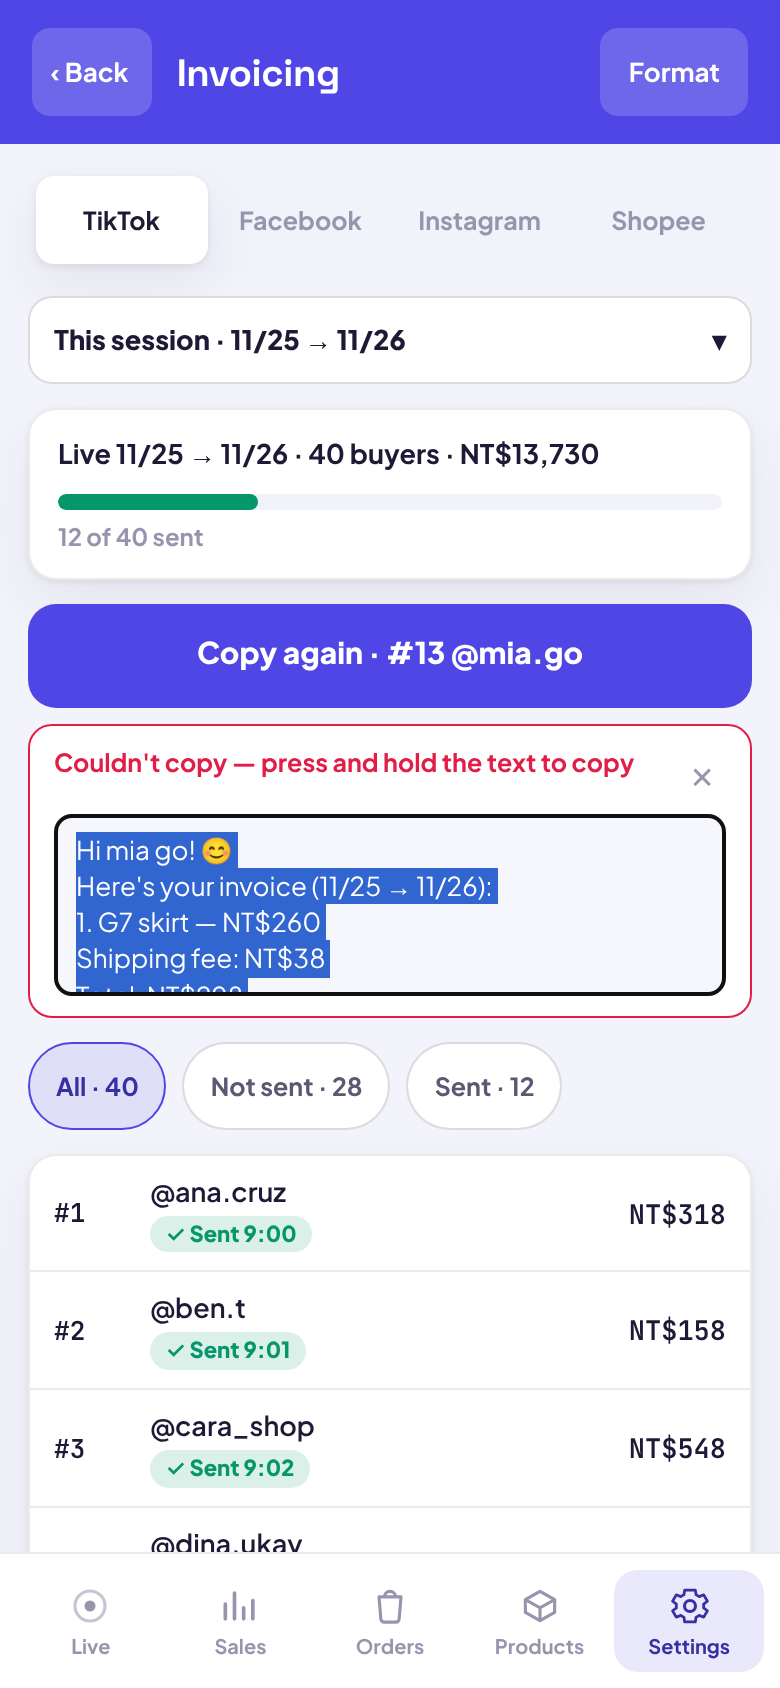 ‹ Back
Invoicing
Format
TikTok
Facebook
Instagram
Shopee
This session · 11/25 → 11/26 ▼
Live 11/25 → 11/26 · 40 buyers · NT$13,730
12 of 40 sent
Copy again · #13 @mia.go
Couldn't copy — press and hold the text to copy ✕
Hi mia go! 😊
Here's your invoice (11/25 → 11/26):
1. G7 skirt — NT$260
Shipping fee: NT$38
Total: NT$298
All · 40
Not sent · 28
Sent · 12
#1 @ana.cruz NT$318
✓ Sent 9:00
#2 @ben.t NT$158
✓ Sent 9:01
#3 @cara_shop NT$548
✓ Sent 9:02
@dina.ukay
Live
Sales
Orders
Products
Settings